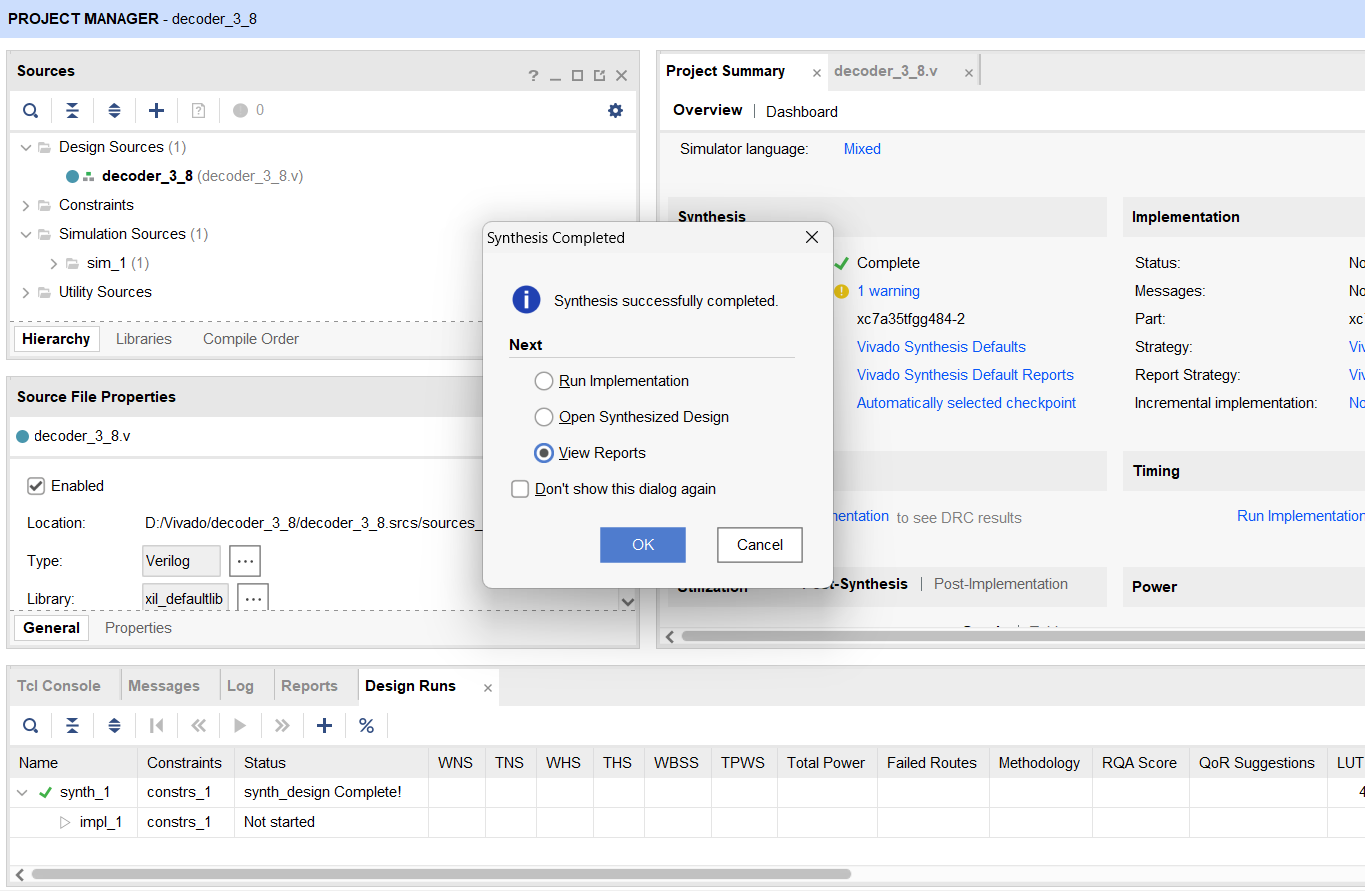 PROJECT MANAGER - decoder_3_8
Sources
? _
0
Design Sources (1)
decoder_3_8 (decoder_3_8.v)
Constraints
Simulation Sources (1)
sim_1 (1)
Utility Sources
Hierarchy Libraries Compile Order
Source File Properties
decoder_3_8.v
Enabled
Location: D:/Vivado/decoder_3_8/decoder_3_8.srcs/sources_
Type: Verilog ...
Library: xil_defaultlib ...
General Properties
Project Summary × decoder_3_8.v ×
Overview | Dashboard
Simulator language: Mixed
Synthesis
Complete
1 warning
xc7a35tfgg484-2
Vivado Synthesis Defaults
Vivado Synthesis Default Reports
Automatically selected checkpoint
to see DRC results
Utilization
| Post-Implementation
Implementation
Status: No
Messages: No
Part: xc7
Strategy: Viv
Report Strategy: Viv
Incremental implementation: No
Timing
Run Implementation
Power
Synthesis Completed
Synthesis successfully completed.
Next
Run Implementation
Open Synthesized Design
View Reports
Don't show this dialog again
OK Cancel
Tcl Console Messages Log Reports Design Runs ×
%
Name Constraints Status WNS TNS WHS THS WBSS TPWS Total Power Failed Routes Methodology RQA Score QoR Suggestions LUT
synth_1 constrs_1 synth_design Complete! 4
impl_1 constrs_1 Not started